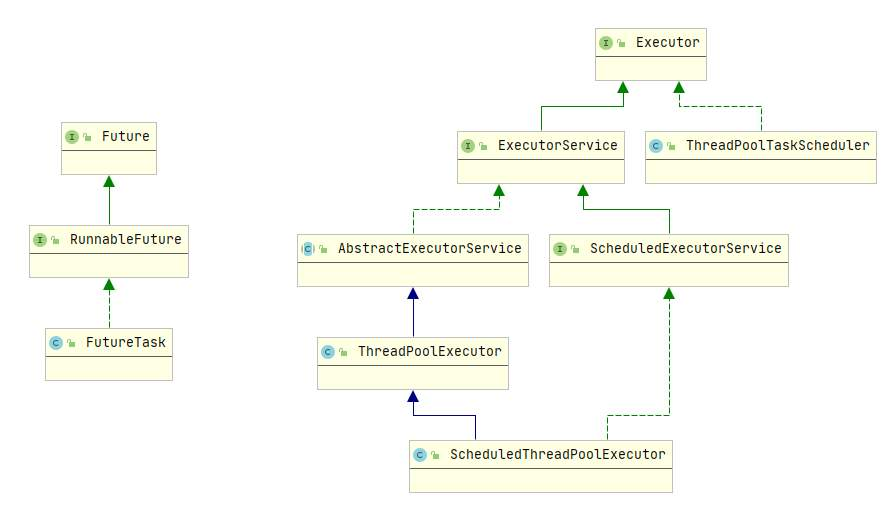 Executor
Future
ExecutorService
ThreadPoolTaskScheduler
RunnableFuture
AbstractExecutorService
ScheduledExecutorService
FutureTask
ThreadPoolExecutor
ScheduledThreadPoolExecutor